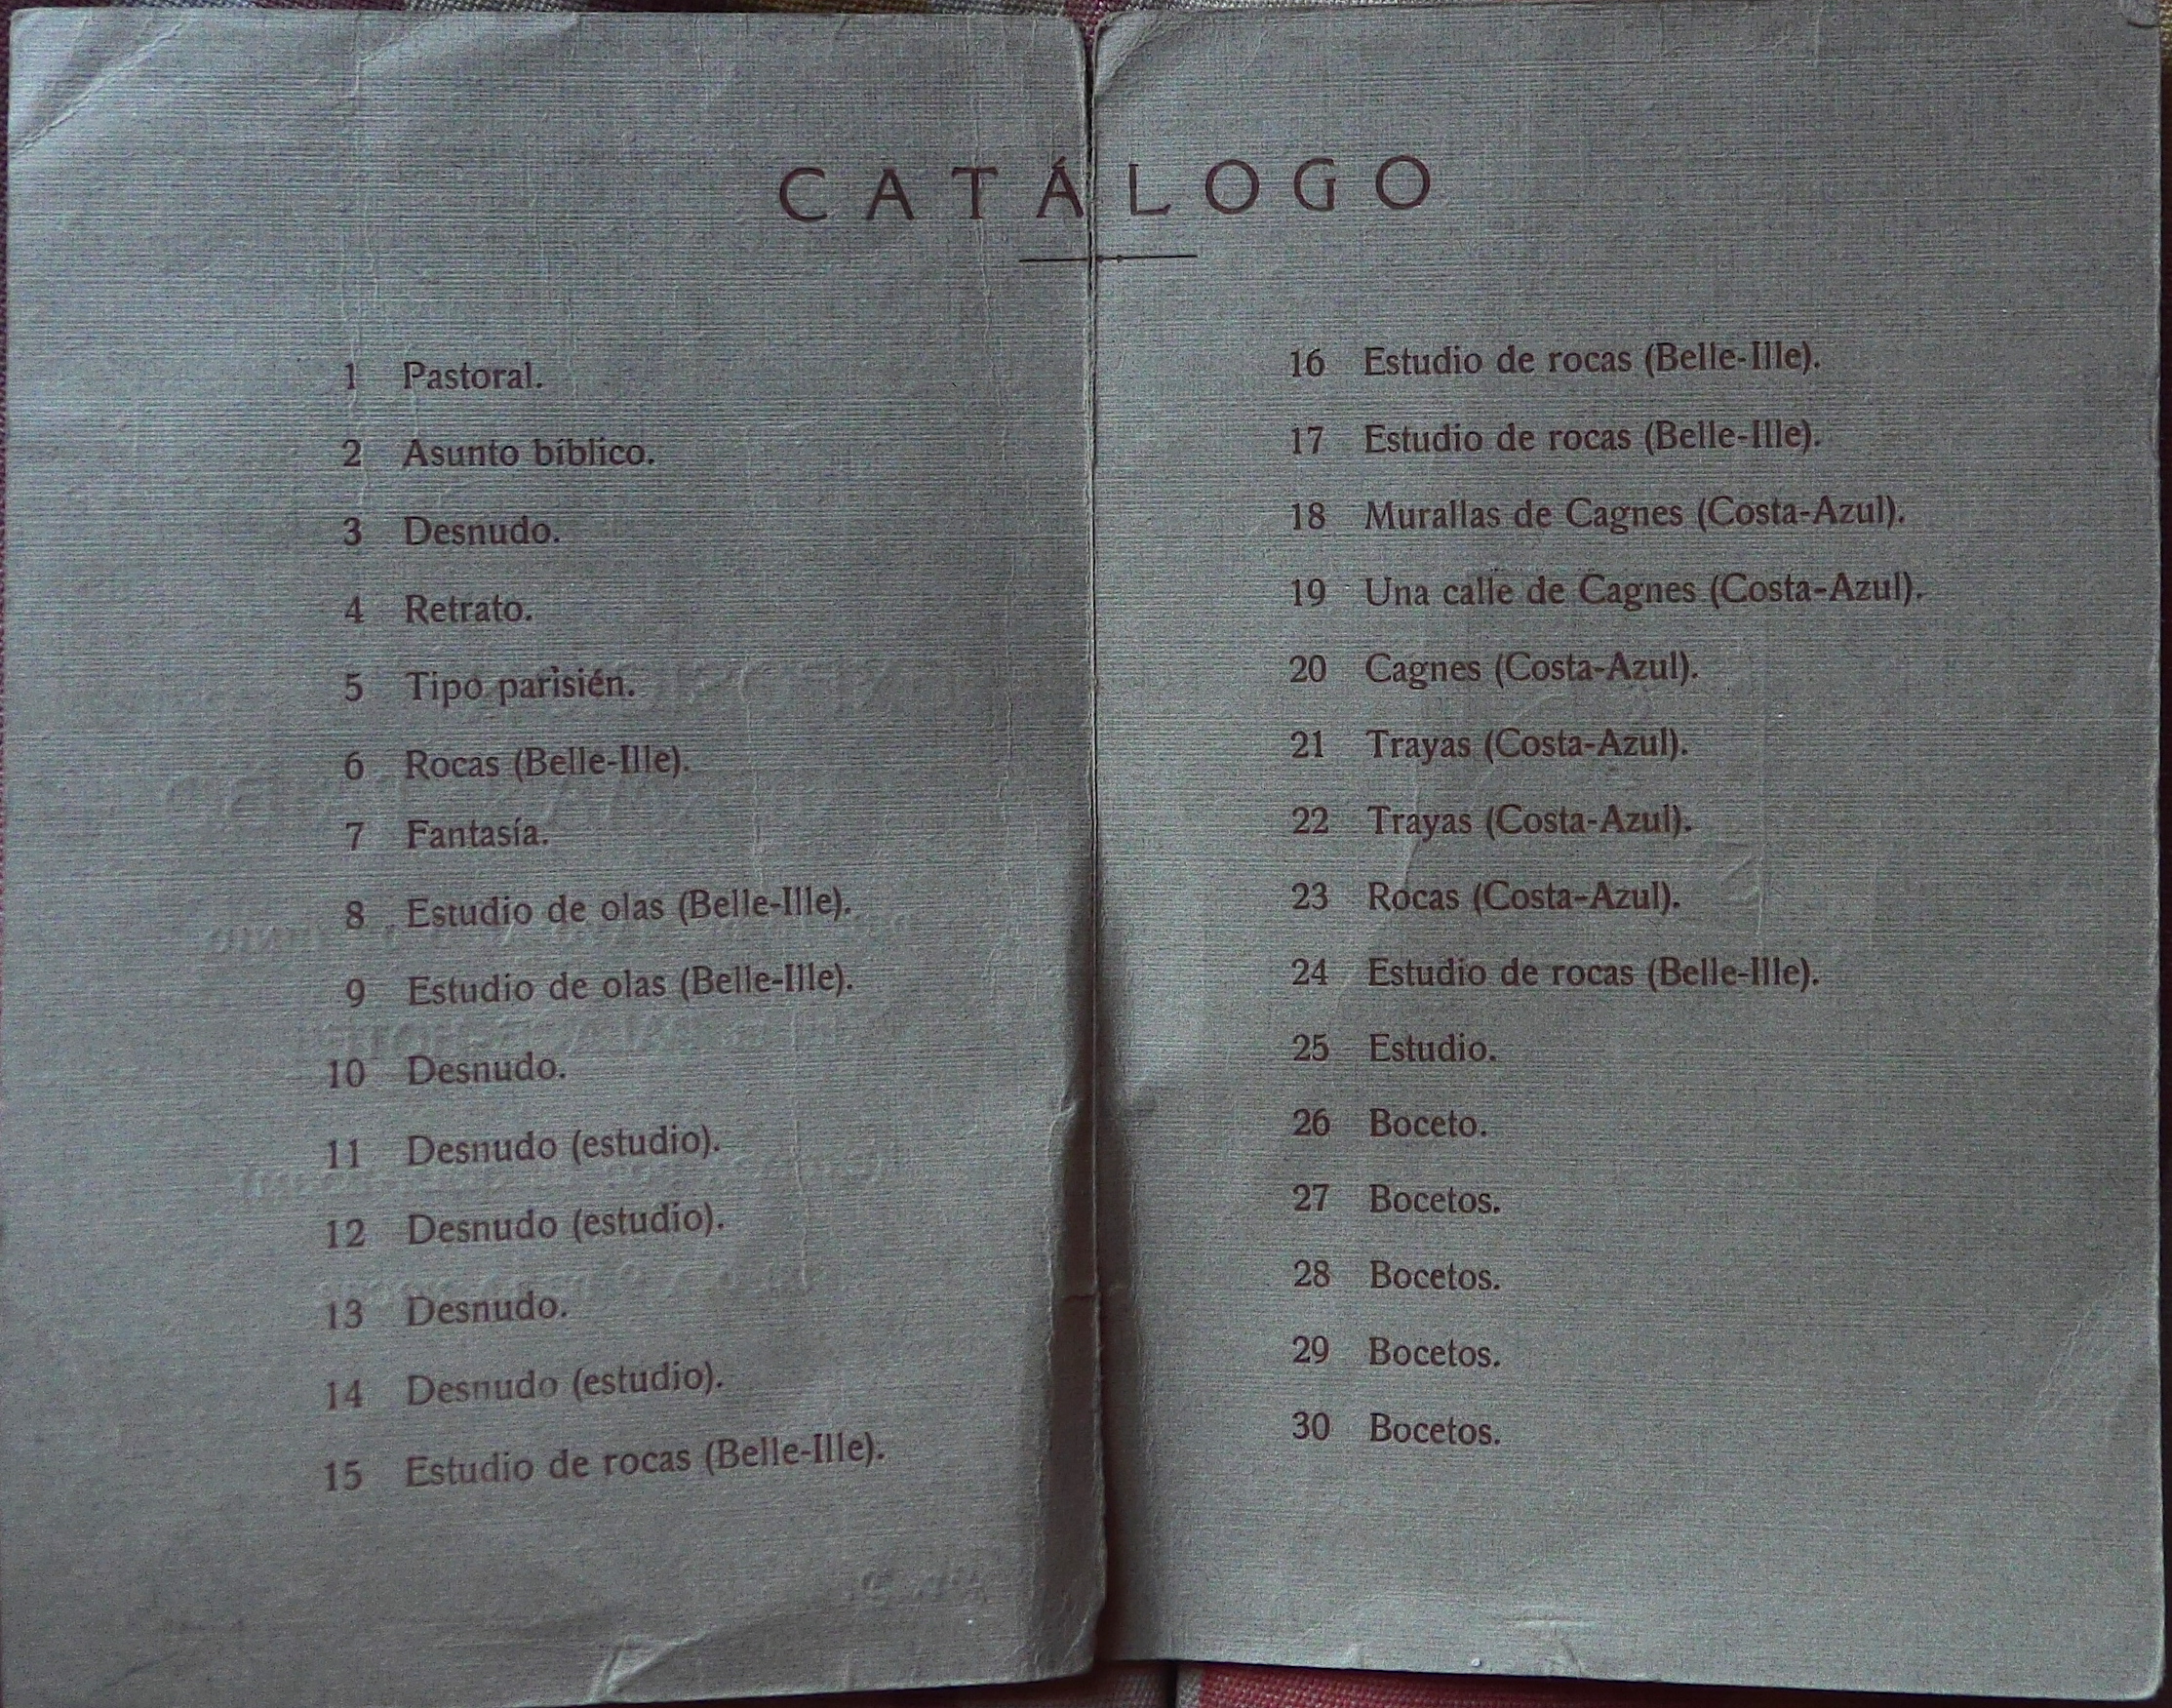 CATÁLOGO
1 Pastoral.
2 Asunto bíblico.
3 Desnudo.
4 Retrato.
5 Tipo parisién.
6 Rocas (Belle-Ille).
7 Fantasía.
8 Estudio de olas (Belle-Ille).
9 Estudio de olas (Belle-Ille).
10 Desnudo.
11 Desnudo (estudio).
12 Desnudo (estudio).
13 Desnudo.
14 Desnudo (estudio).
15 Estudio de rocas (Belle-Ille).
16 Estudio de rocas (Belle-Ille).
17 Estudio de rocas (Belle-Ille).
18 Murallas de Cagnes (Costa-Azul).
19 Una calle de Cagnes (Costa-Azul).
20 Cagnes (Costa-Azul).
21 Trayas (Costa-Azul).
22 Trayas (Costa-Azul).
23 Rocas (Costa-Azul).
24 Estudio de rocas (Belle-Ille).
25 Estudio.
26 Boceto.
27 Bocetos.
28 Bocetos.
29 Bocetos.
30 Bocetos.